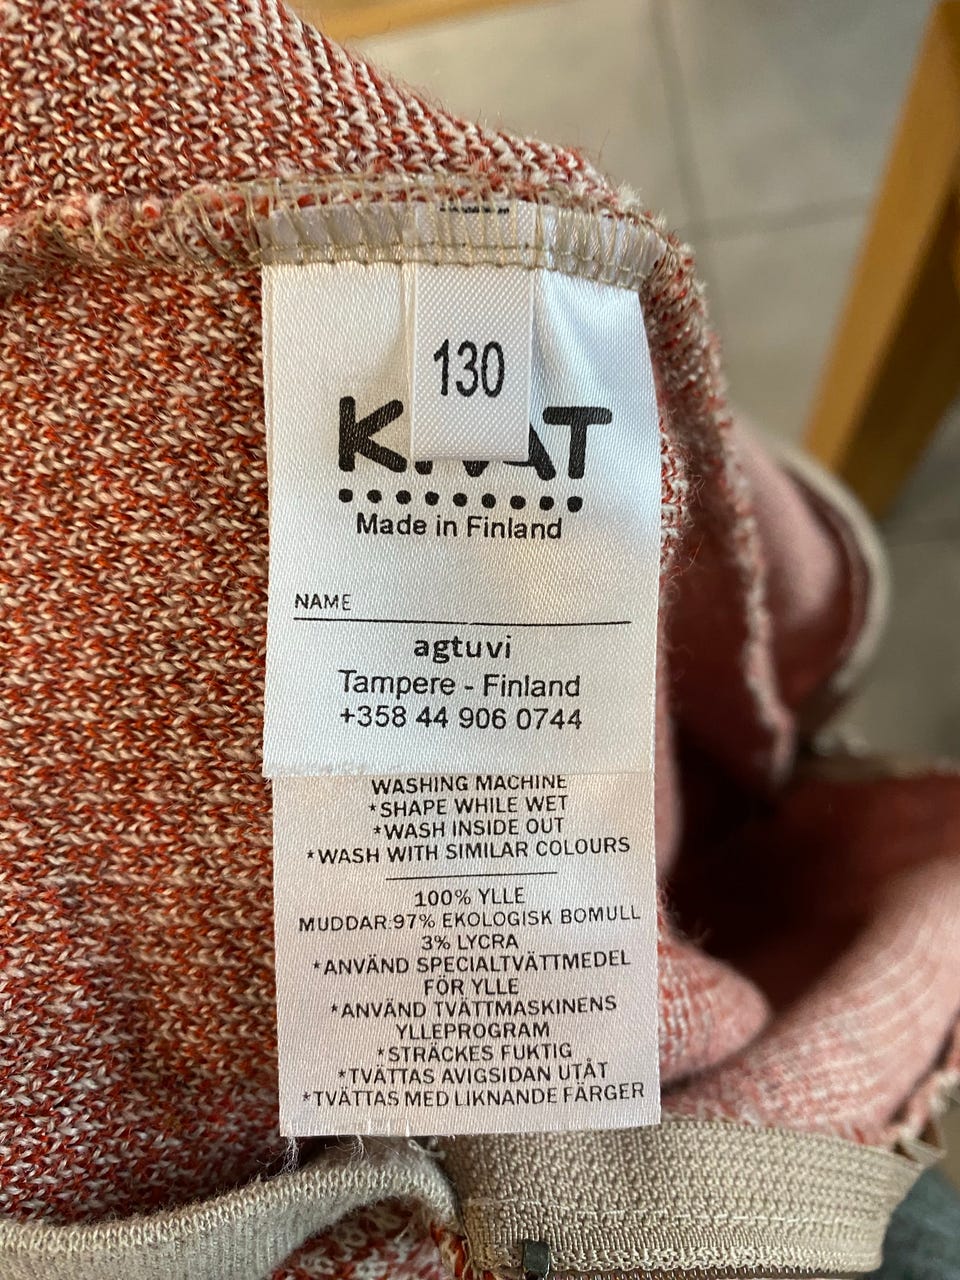 130
KIVAT
Made in Finland
NAME
agtuvi
Tampere - Finland
+358 44 906 0744
WASHING MACHINE
*SHAPE WHILE WET
*WASH INSIDE OUT
*WASH WITH SIMILAR COLOURS
100% YLLE
MUDDAR:97% EKOLOGISK BOMULL
3% LYCRA
*ANVÄND SPECIALTVÄTTMEDEL
FÖR YLLE
*ANVÄND TVÄTTMASKINENS
YLLEPROGRAM
*STRÄCKES FUKTIG
*TVÄTTAS AVIGSIDAN UTÅT
*TVÄTTAS MED LIKNANDE FÄRGER